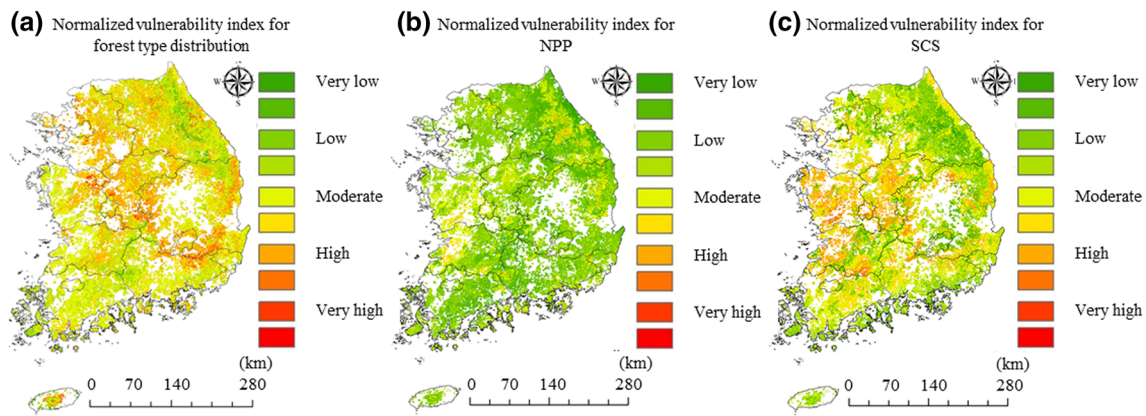 (a) Normalized vulnerability index for
forest type distribution
W
S
Very low
Low
Moderate
High
Very high
(km)
0 70 140 280
(b) Normalized vulnerability index for
NPP
W
S
Very low
Low
Moderate
High
Very high
(km)
0 70 140 280
(c) Normalized vulnerability index for
SCS
W
S
Very low
Low
Moderate
High
Very high
(km)
0 70 140 280